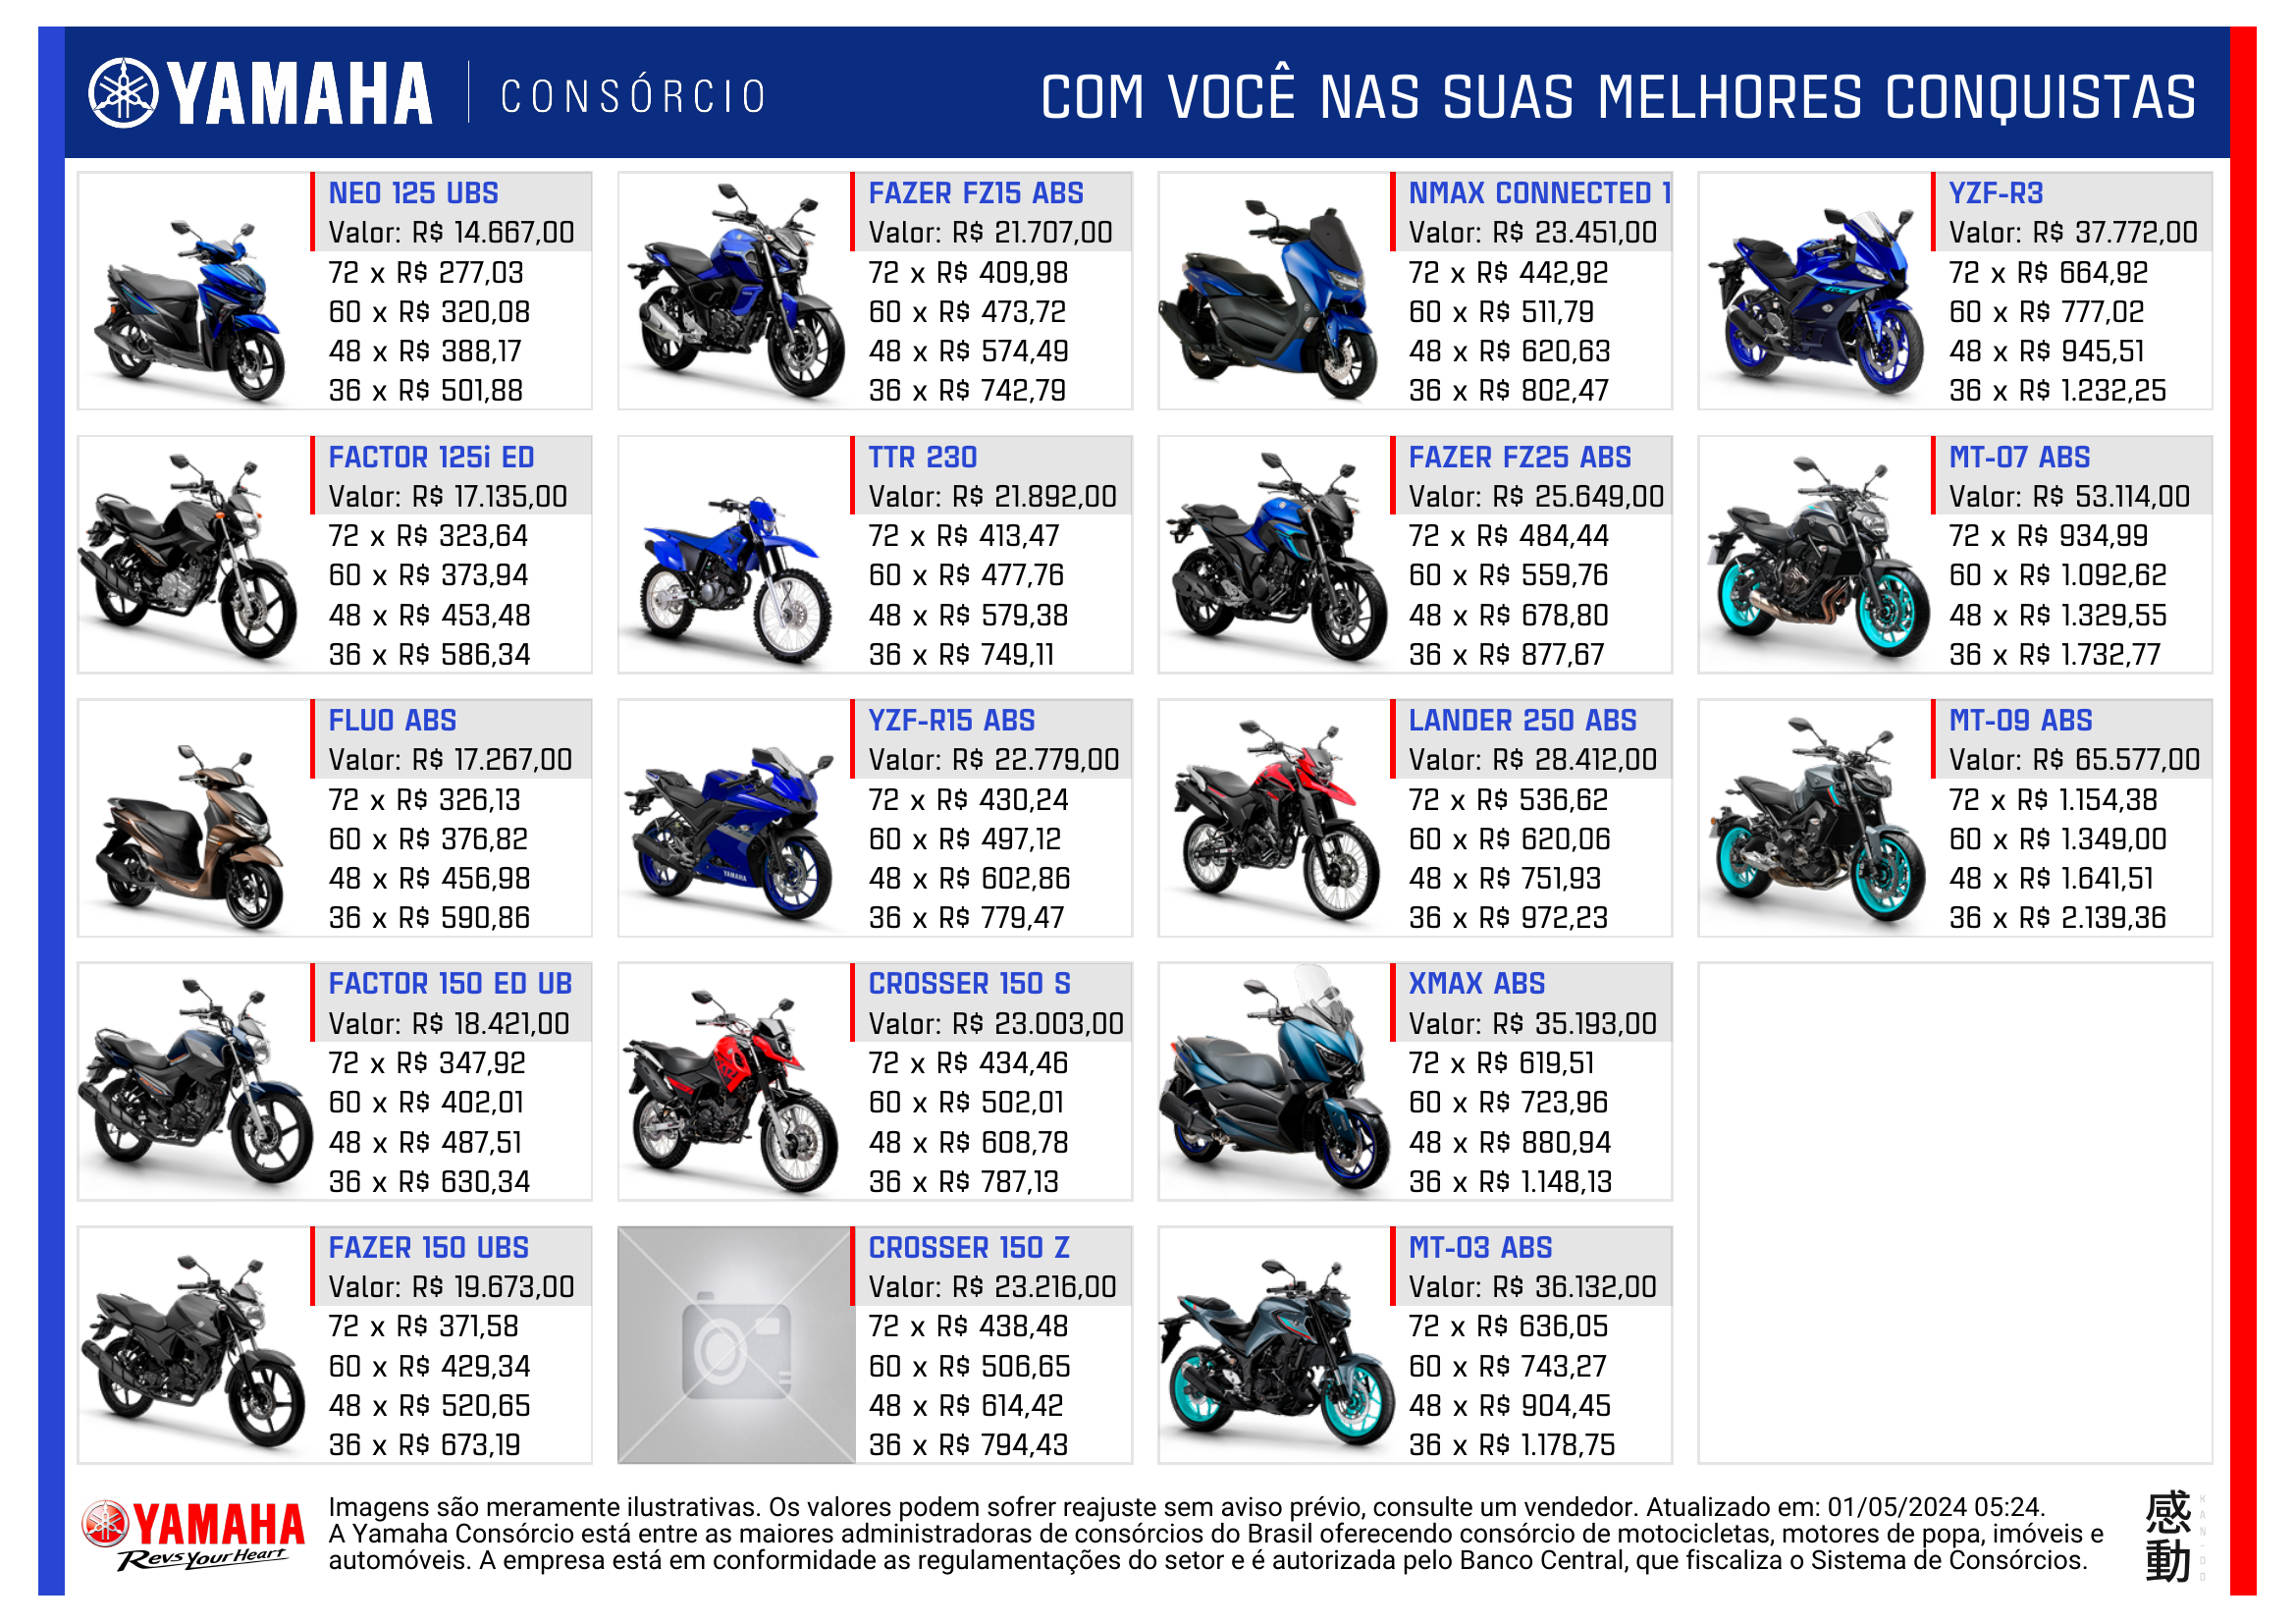 YAMAHA CONSÓRCIO
COM VOCÊ NAS SUAS MELHORES CONQUISTAS
NEO 125 UBS
Valor: R$ 14.667,00
72 x R$ 277,03
60 x R$ 320,08
48 x R$ 388,17
36 x R$ 501,88
FAZER FZ15 ABS
Valor: R$ 21.707,00
72 x R$ 409,98
60 x R$ 473,72
48 x R$ 574,49
36 x R$ 742,79
NMAX CONNECTED 1
Valor: R$ 23.451,00
72 x R$ 442,92
60 x R$ 511,79
48 x R$ 620,63
36 x R$ 802,47
YZF-R3
Valor: R$ 37.772,00
72 x R$ 664,92
60 x R$ 777,02
48 x R$ 945,51
36 x R$ 1.232,25
FACTOR 125i ED
Valor: R$ 17.135,00
72 x R$ 323,64
60 x R$ 373,94
48 x R$ 453,48
36 x R$ 586,34
TTR 230
Valor: R$ 21.892,00
72 x R$ 413,47
60 x R$ 477,76
48 x R$ 579,38
36 x R$ 749,11
FAZER FZ25 ABS
Valor: R$ 25.649,00
72 x R$ 484,44
60 x R$ 559,76
48 x R$ 678,80
36 x R$ 877,67
MT-07 ABS
Valor: R$ 53.114,00
72 x R$ 934,99
60 x R$ 1.092,62
48 x R$ 1.329,55
36 x R$ 1.732,77
FLUO ABS
Valor: R$ 17.267,00
72 x R$ 326,13
60 x R$ 376,82
48 x R$ 456,98
36 x R$ 590,86
YZF-R15 ABS
Valor: R$ 22.779,00
72 x R$ 430,24
60 x R$ 497,12
48 x R$ 602,86
36 x R$ 779,47
YAMAHA
LANDER 250 ABS
Valor: R$ 28.412,00
72 x R$ 536,62
60 x R$ 620,06
48 x R$ 751,93
36 x R$ 972,23
MT-09 ABS
Valor: R$ 65.577,00
72 x R$ 1.154,38
60 x R$ 1.349,00
48 x R$ 1.641,51
36 x R$ 2.139,36
FACTOR 150 ED UB
Valor: R$ 18.421,00
72 x R$ 347,92
60 x R$ 402,01
48 x R$ 487,51
36 x R$ 630,34
CROSSER 150 S
Valor: R$ 23.003,00
72 x R$ 434,46
60 x R$ 502,01
48 x R$ 608,78
36 x R$ 787,13
XMAX ABS
Valor: R$ 35.193,00
72 x R$ 619,51
60 x R$ 723,96
48 x R$ 880,94
36 x R$ 1.148,13
FAZER 150 UBS
Valor: R$ 19.673,00
72 x R$ 371,58
60 x R$ 429,34
48 x R$ 520,65
36 x R$ 673,19
CROSSER 150 Z
Valor: R$ 23.216,00
72 x R$ 438,48
60 x R$ 506,65
48 x R$ 614,42
36 x R$ 794,43
MT-03 ABS
Valor: R$ 36.132,00
72 x R$ 636,05
60 x R$ 743,27
48 x R$ 904,45
36 x R$ 1.178,75
YAMAHA
Revs Your Heart
Imagens são meramente ilustrativas. Os valores podem sofrer reajuste sem aviso prévio, consulte um vendedor. Atualizado em: 01/05/2024 05:24.
A Yamaha Consórcio está entre as maiores administradoras de consórcios do Brasil oferecendo consórcio de motocicletas, motores de popa, imóveis e
automóveis. A empresa está em conformidade as regulamentações do setor e é autorizada pelo Banco Central, que fiscaliza o Sistema de Consórcios.
感動
KAN-DO